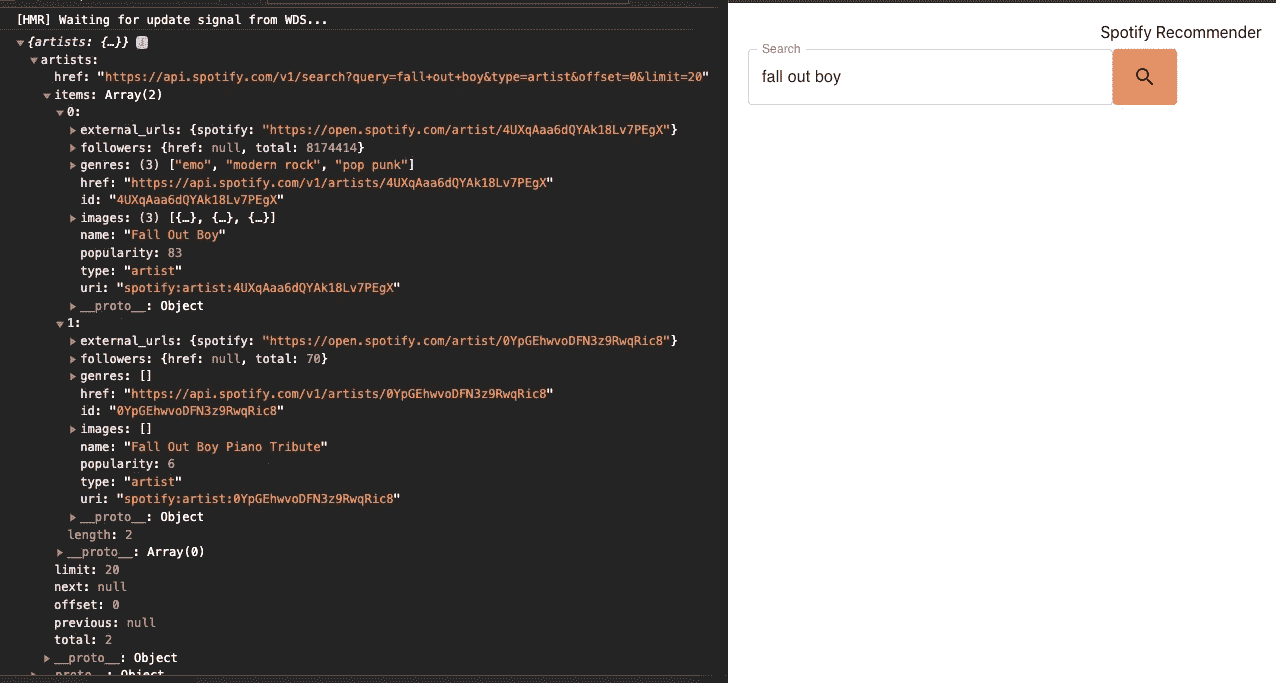 [HMR] Waiting for update signal from WDS...
▼{artists: {…}} i
▼artists:
href: "https://api.spotify.com/v1/search?query=fall+out+boy&type=artist&offset=0&limit=20"
▼items: Array(2)
▼0:
▶external_urls: {spotify: "https://open.spotify.com/artist/4UXqAaa6dQYAk18Lv7PEgX"}
▶followers: {href: null, total: 8174414}
▶genres: (3) ["emo", "modern rock", "pop punk"]
href: "https://api.spotify.com/v1/artists/4UXqAaa6dQYAk18Lv7PEgX"
id: "4UXqAaa6dQYAk18Lv7PEgX"
▶images: (3) [{…}, {…}, {…}]
name: "Fall Out Boy"
popularity: 83
type: "artist"
uri: "spotify:artist:4UXqAaa6dQYAk18Lv7PEgX"
▶__proto__: Object
▼1:
▶external_urls: {spotify: "https://open.spotify.com/artist/0YpGEhwvoDFN3z9RwqRic8"}
▶followers: {href: null, total: 70}
▶genres: []
href: "https://api.spotify.com/v1/artists/0YpGEhwvoDFN3z9RwqRic8"
id: "0YpGEhwvoDFN3z9RwqRic8"
▶images: []
name: "Fall Out Boy Piano Tribute"
popularity: 6
type: "artist"
uri: "spotify:artist:0YpGEhwvoDFN3z9RwqRic8"
▶__proto__: Object
length: 2
▶__proto__: Array(0)
limit: 20
next: null
offset: 0
previous: null
total: 2
▶__proto__: Object
▶__proto__: Object
Spotify Recommender
Search
fall out boy